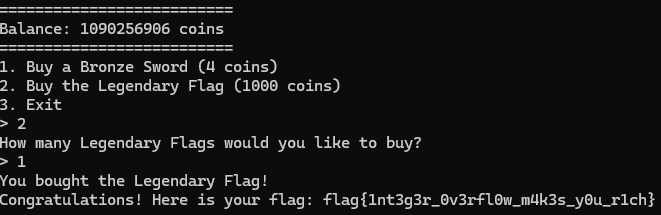 ==========================
Balance: 1090256906 coins
==========================
1. Buy a Bronze Sword (4 coins)
2. Buy the Legendary Flag (1000 coins)
3. Exit
> 2
How many Legendary Flags would you like to buy?
> 1
You bought the Legendary Flag!
Congratulations! Here is your flag: flag{1nt3g3r_0v3rfl0w_m4k3s_y0u_r1ch}